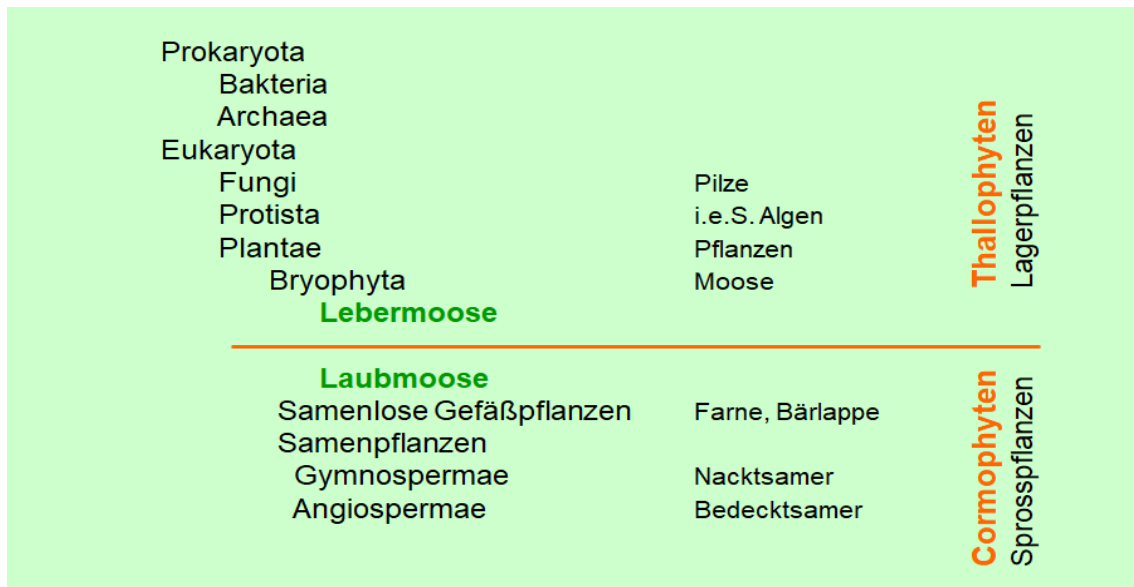 Prokaryota
Bakteria
Archaea
Eukaryota
Fungi Pilze
Protista i.e.S. Algen
Plantae Pflanzen
Bryophyta Moose
Lebermoose
Thallophyten
Lagerpflanzen
Laubmoose
Samenlose Gefäßpflanzen Farne, Bärlappe
Samenpflanzen
Gymnospermae Nacktsamer
Angiospermae Bedecktsamer
Cormophyten
Sprosspflanzen